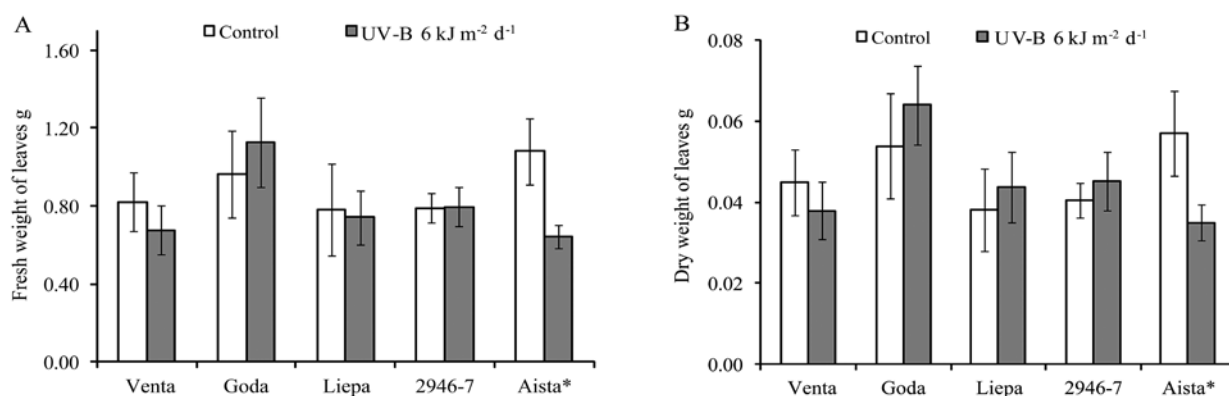 A
Control
UV-B 6 kJ m⁻² d⁻¹
1.60
1.20
0.80
0.40
0.00
Fresh weight of leaves g
Venta
Goda
Liepa
2946-7
Aista*
B
Control
UV-B 6 kJ m⁻² d⁻¹
0.08
0.06
0.04
0.02
0.00
Dry weight of leaves g
Venta
Goda
Liepa
2946-7
Aista*